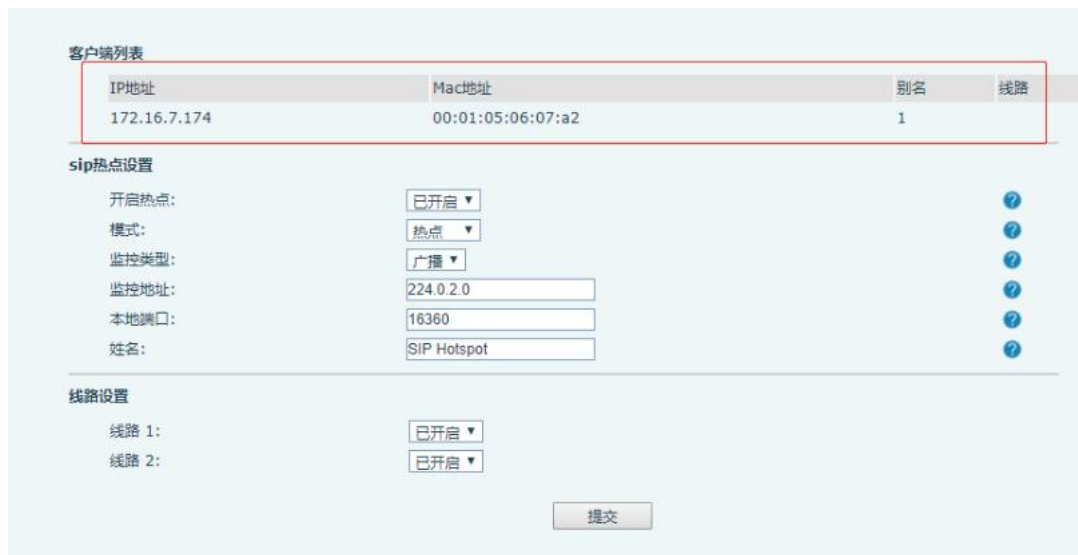 客户端列表
IP地址 Mac地址 别名 线路
172.16.7.174 00:01:05:06:07:a2 1
sip热点设置
开启热点: 已开启
模式: 热点
监控类型: 广播
监控地址: 224.0.2.0
本地端口: 16360
姓名: SIP Hotspot
线路设置
线路 1: 已开启
线路 2: 已开启
提交